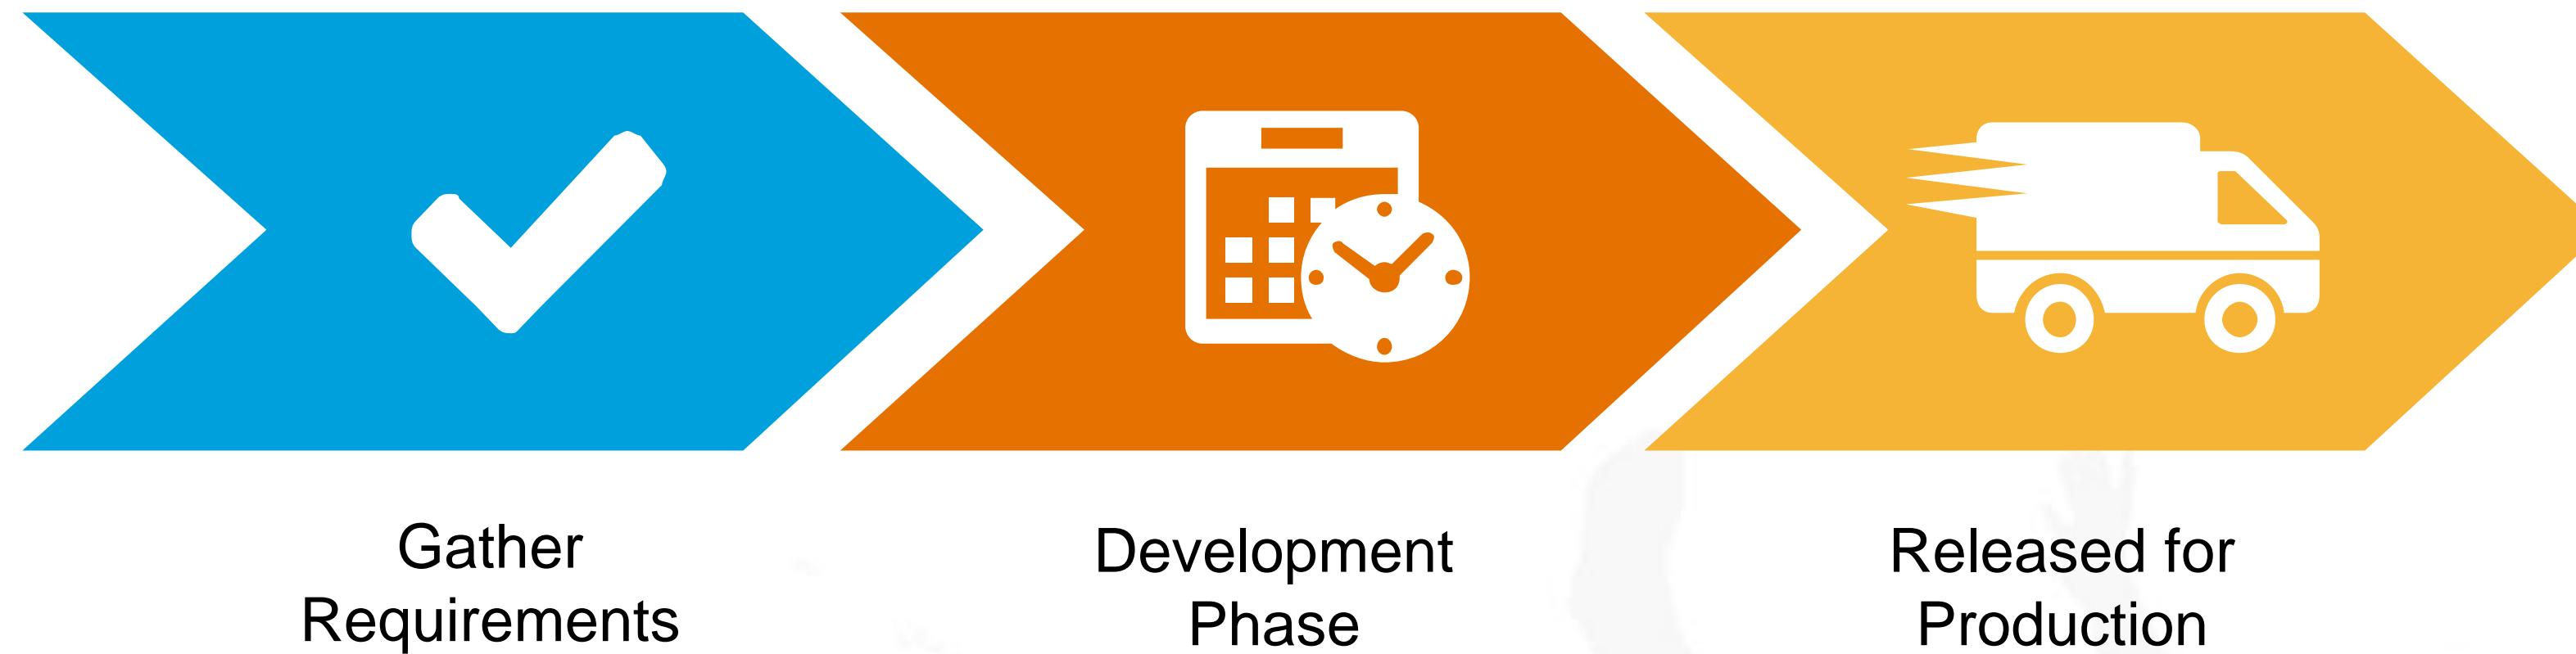 Gather
Requirements
Development
Phase
Released for
Production